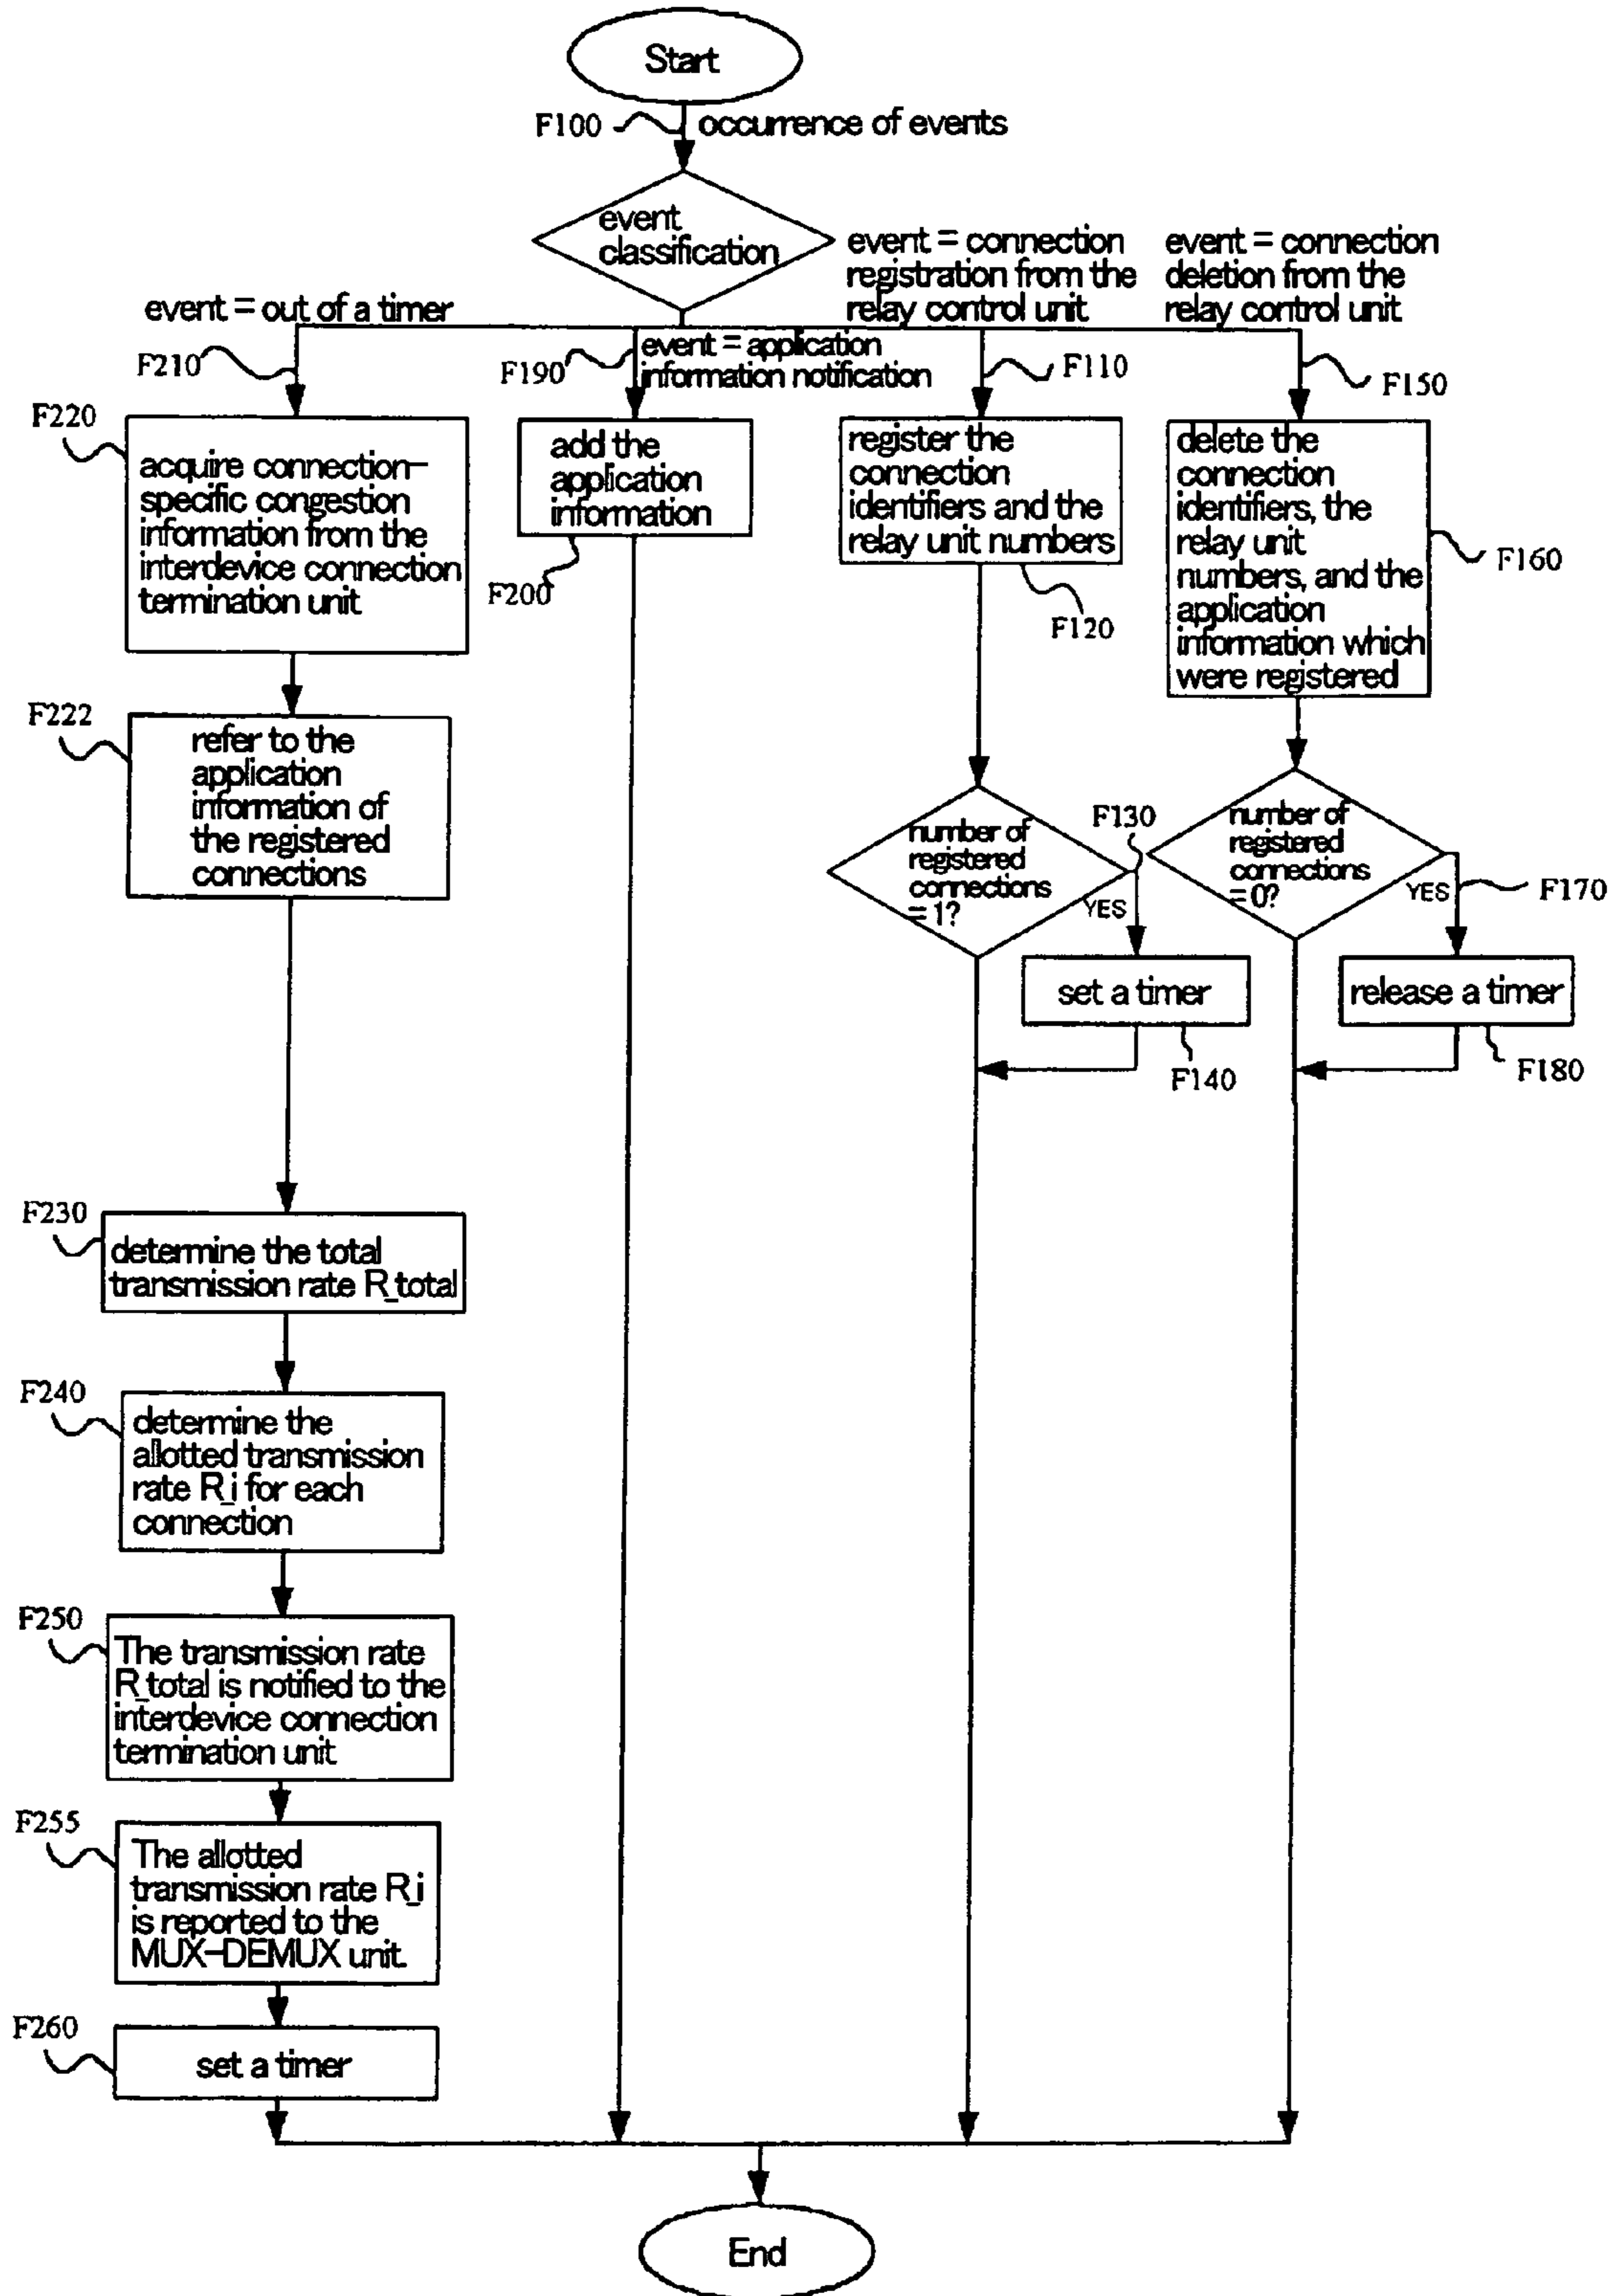 Start
F100
occurrence of events
event
classification
event = out of a timer
event = connection
registration from the
relay control unit
event = connection
deletion from the
relay control unit
F210
F190
event = application
information notification
F110
F150
F220
acquire connection-
specific congestion
information from the
interdevice connection
termination unit
add the
application
information
F200
register the
connection
identifiers and the
relay unit numbers
F120
delete the
connection
identifiers, the
relay unit
numbers, and the
application
information which
were registered
F160
F222
refer to the
application
information of
the registered
connections
number of
registered
connections
= 1?
F130
YES
number of
registered
connections
= 0?
YES
F170
set a timer
F140
release a timer
F180
F230
determine the total
transmission rate R_total
F240
determine the
allotted transmission
rate R_i for each
connection
F250
The transmission rate
R_total is notified to the
interdevice connection
termination unit
F255
The allotted
transmission rate R_i
is reported to the
MUX-DEMUX unit.
F260
set a timer
End